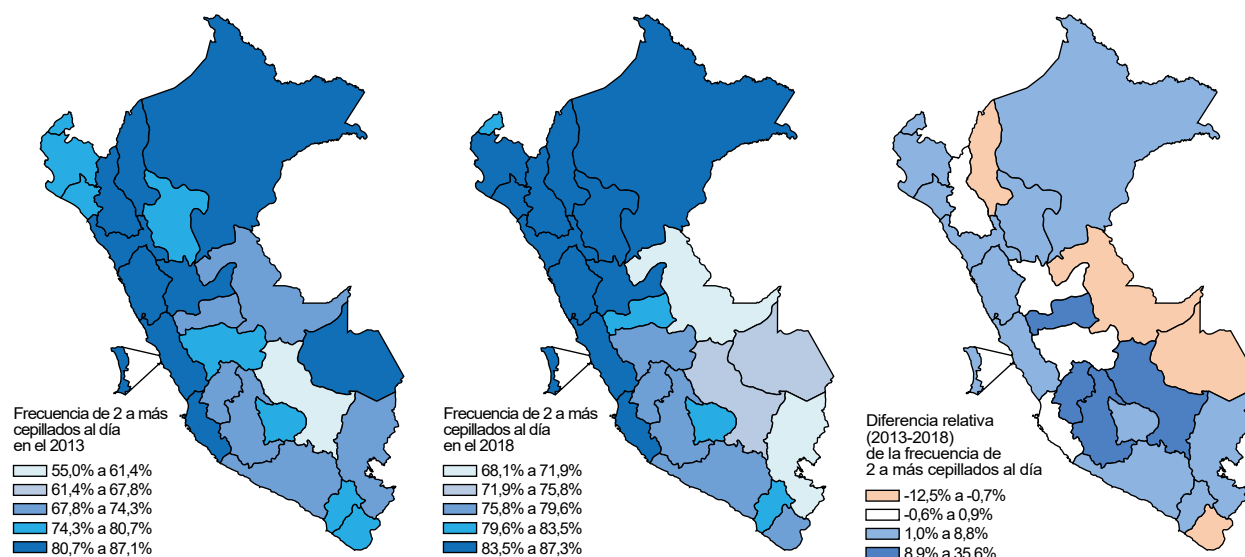 Frecuencia de 2 a más
cepillados al día
en el 2013
55,0% a 61,4%
61,4% a 67,8%
67,8% a 74,3%
74,3% a 80,7%
80,7% a 87,1%
Frecuencia de 2 a más
cepillados al día
en el 2018
68,1% a 71,9%
71,9% a 75,8%
75,8% a 79,6%
79,6% a 83,5%
83,5% a 87,3%
Diferencia relativa
(2013-2018)
de la frecuencia de
2 a más cepillados al día
-12,5% a -0,7%
-0,6% a 0,9%
1,0% a 8,8%
8,9% a 35,6%